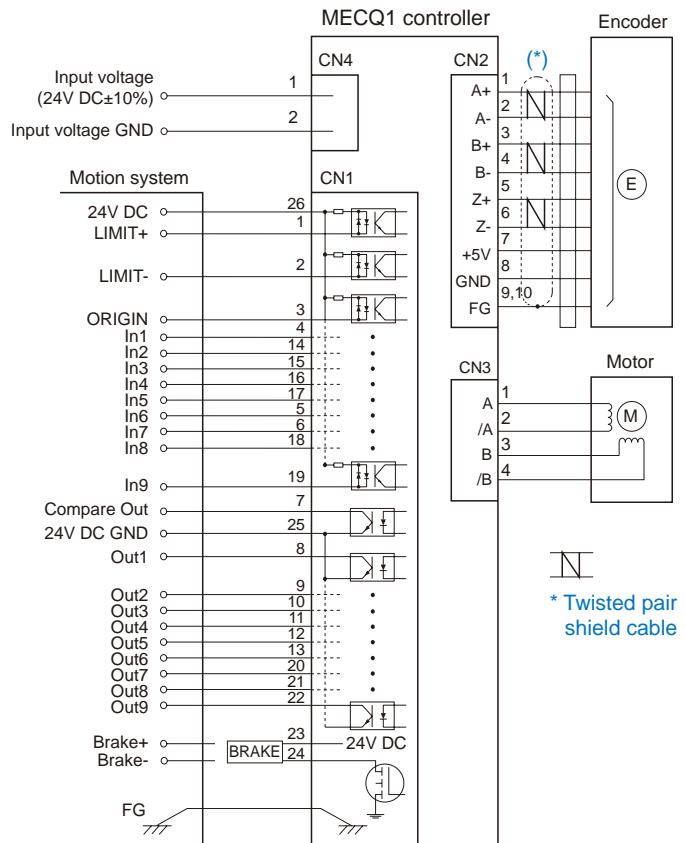 MECQ1 controller
Encoder
CN4
CN2
(*)
Input voltage
(24V DC±10%)
1
Input voltage GND
2
A+
1
A-
2
B+
3
B-
4
Z+
5
Z-
6
+5V
7
GND
8
FG
9,10
E
Motion system
CN1
24V DC
26
LIMIT+
1
LIMIT-
2
ORIGIN
3
In1
4
In2
14
In3
15
In4
16
In5
17
In6
5
In7
6
In8
18
In9
19
Compare Out
7
24V DC GND
25
Out1
8
Out2
9
Out3
10
Out4
11
Out5
12
Out6
13
Out7
20
Out8
21
Out9
22
Brake+
23
24V DC
Brake-
BRAKE
24
FG
CN3
Motor
A
1
/A
2
B
3
/B
4
M
* Twisted pair
shield cable